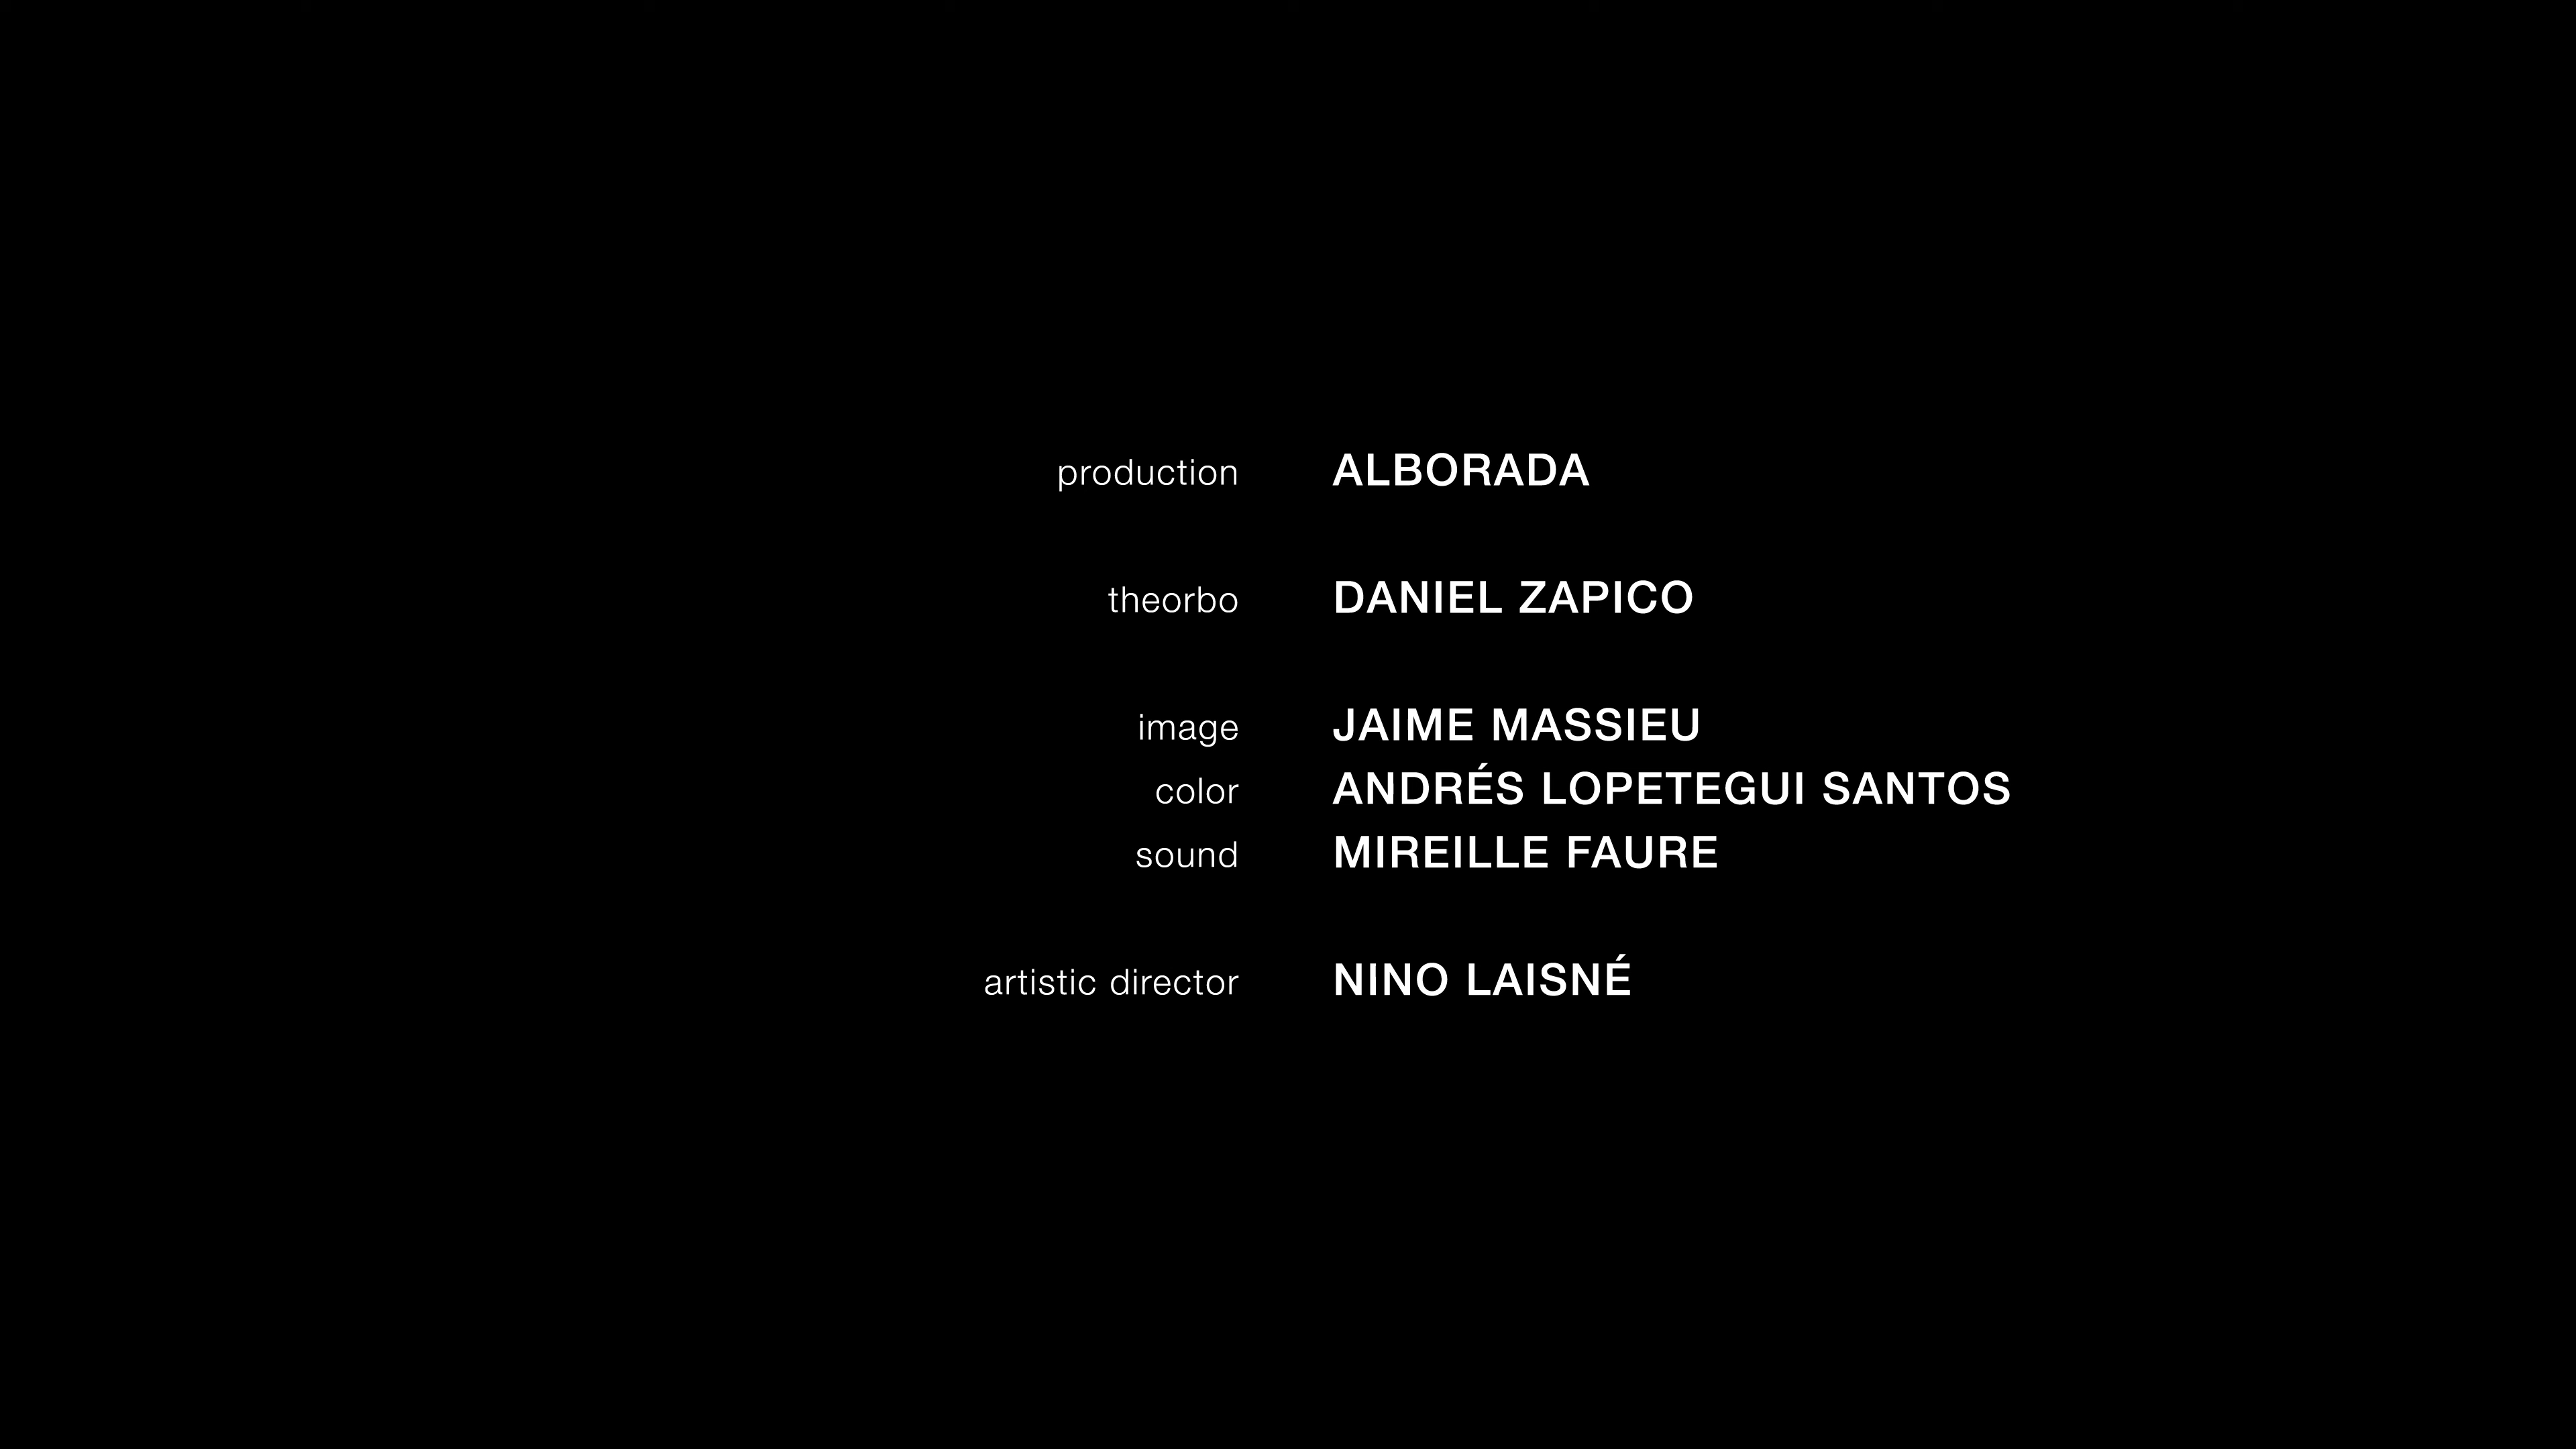 production ALBORADA
theorbo DANIEL ZAPICO
image JAIME MASSIEU
color ANDRÉS LOPETEGUI SANTOS
sound MIREILLE FAURE
artistic director NINO LAISNÉ